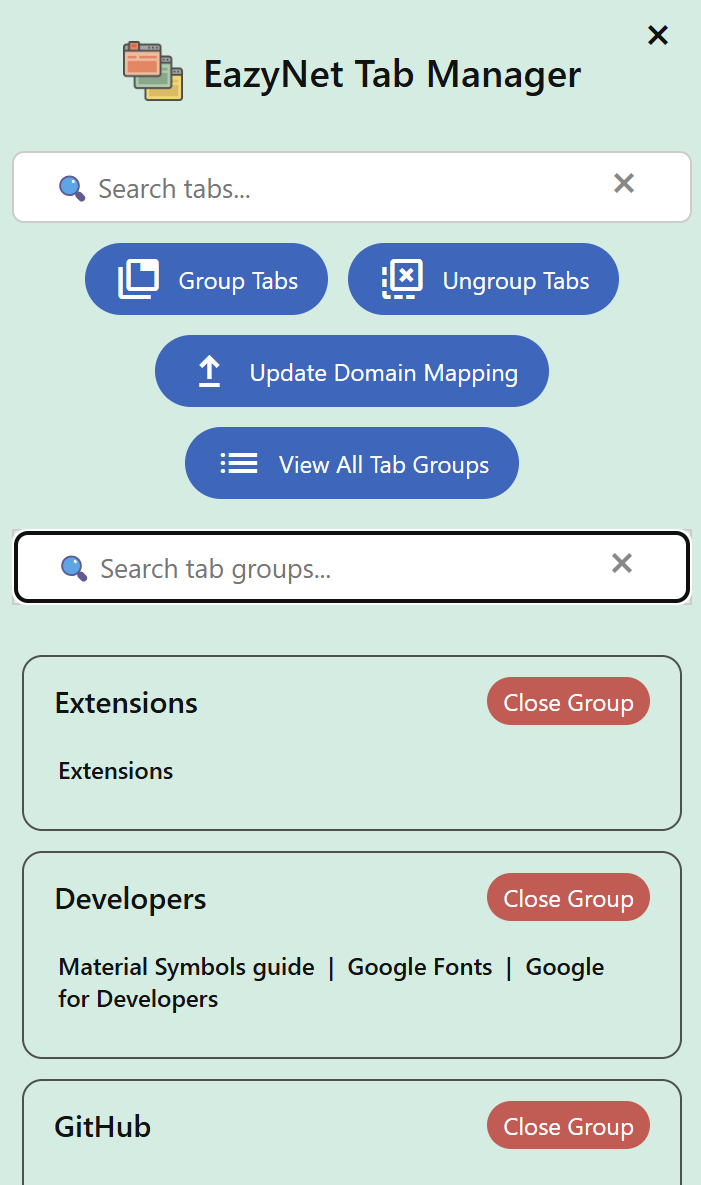 EazyNet Tab Manager
Search tabs...
Group Tabs
Ungroup Tabs
Update Domain Mapping
View All Tab Groups
Search tab groups...
Extensions
Close Group
Extensions
Developers
Close Group
Material Symbols guide | Google Fonts | Google
for Developers
GitHub
Close Group